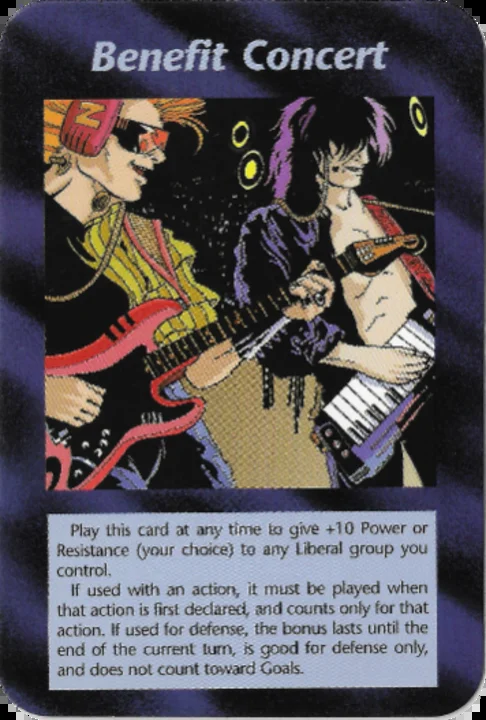 Benefit Concert
N
Play this card at any time to give +10 Power or
Resistance (your choice) to any Liberal group you
control.
If used with an action, it must be played when
that action is first declared, and counts only for that
action. If used for defense, the bonus lasts until the
end of the current turn, is good for defense only,
and does not count toward Goals.